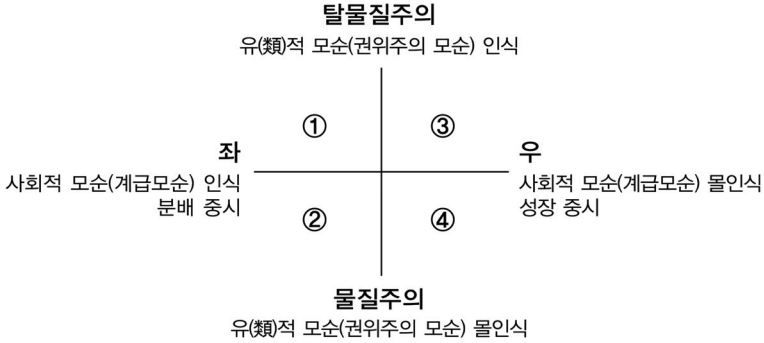 탈물질주의
유(類)적 모순(권위주의 모순) 인식
① ③
좌
사회적 모순(계급모순) 인식
분배 중시
우
사회적 모순(계급모순) 몰인식
성장 중시
② ④
물질주의
유(類)적 모순(권위주의 모순) 몰인식